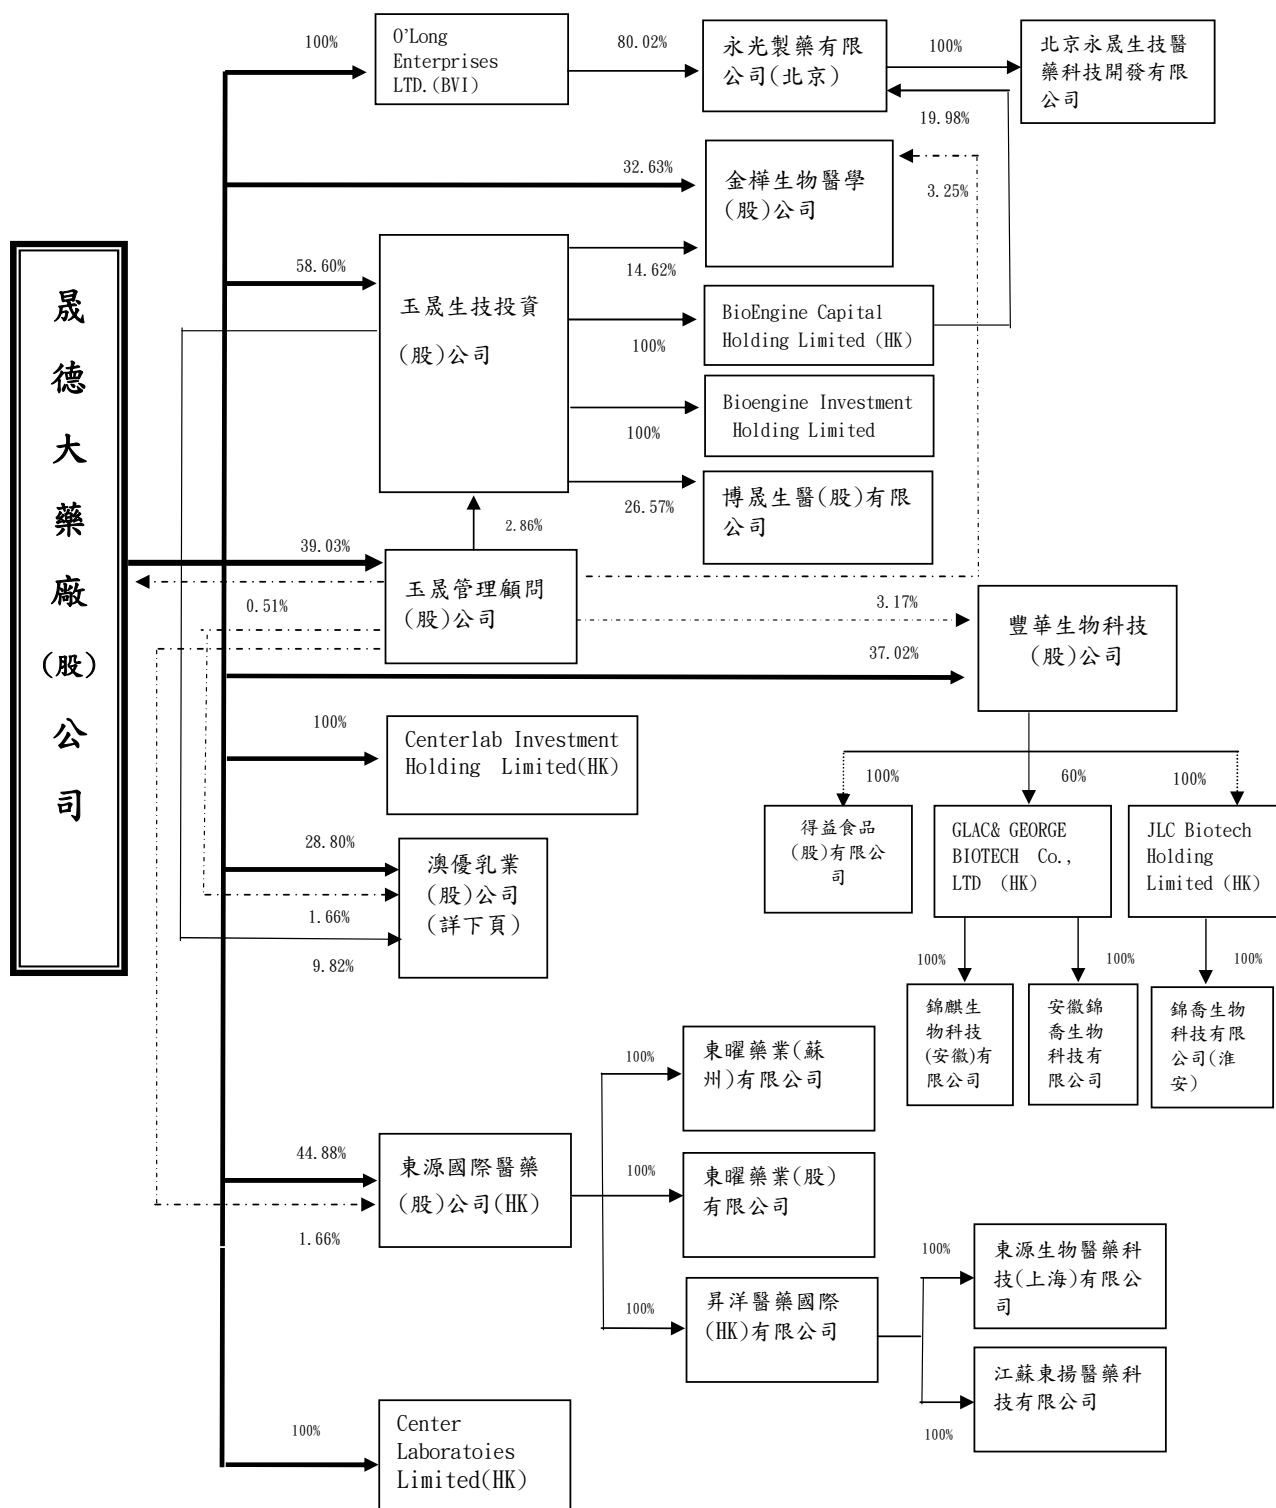 100%
O'Long
Enterprises
LTD.(BVI)
80.02%
永光製藥有限
公司(北京)
100%
北京永晟生技醫
藥科技開發有限
公司
19.98%
32.63%
金樺生物醫學
(股)公司
3.25%
晟德大藥廠(股)公司
58.60%
玉晟生技投資
(股)公司
14.62%
BioEngine Capital
Holding Limited (HK)
100%
Bioengine Investment
Holding Limited
100%
博晟生醫(股)有限
公司
26.57%
2.86%
39.03%
玉晟管理顧問
(股)公司
0.51%
3.17%
豐華生物科技
(股)公司
37.02%
100%
Centerlab Investment
Holding Limited(HK)
100%
60%
100%
得益食品
(股)有限公
司
GLAC& GEORGE
BIOTECH Co.,
LTD (HK)
JLC Biotech
Holding
Limited (HK)
28.80%
澳優乳業
(股)公司
(詳下頁)
1.66%
9.82%
100%
100%
100%
錦麒生
物科技
(安徽)有
限公司
安徽錦
喬生物
科技有
限公司
錦喬生物
科技有限
公司(淮
安)
100%
東曜藥業(蘇
州)有限公司
44.88%
東源國際醫藥
(股)公司(HK)
1.66%
100%
東曜藥業(股)
有限公司
100%
昇洋醫藥國際
(HK)有限公司
100%
東源生物醫藥科
技(上海)有限公
司
100%
江蘇東揚醫藥科
技有限公司
100%
Center
Laboratoies
Limited(HK)